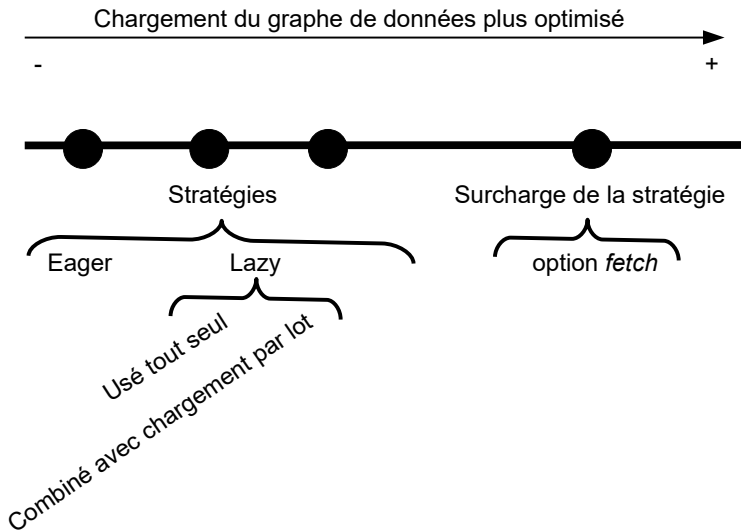 Chargement du graphe de données plus optimisé
- +
Stratégies
Surcharge de la stratégie
Eager
Lazy
option fetch
Usé tout seul
Combiné avec chargement par lot